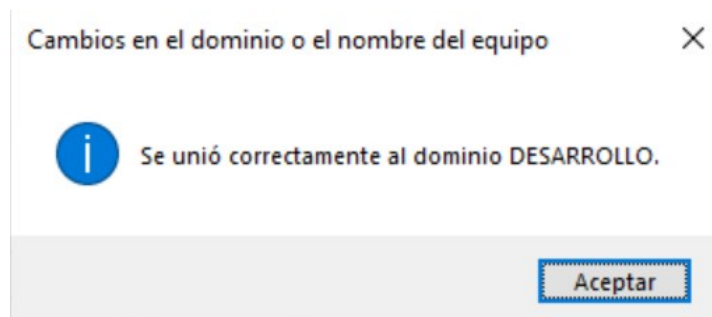 Cambios en el dominio o el nombre del equipo
Se unió correctamente al dominio DESARROLLO.
Aceptar